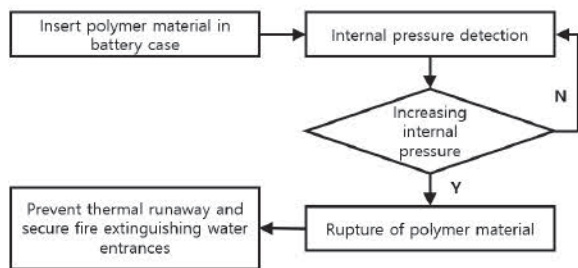 Insert polymer material in
battery case
Internal pressure detection
Increasing
internal
pressure
N
Y
Prevent thermal runaway and
secure fire extinguishing water
entrances
Rupture of polymer material